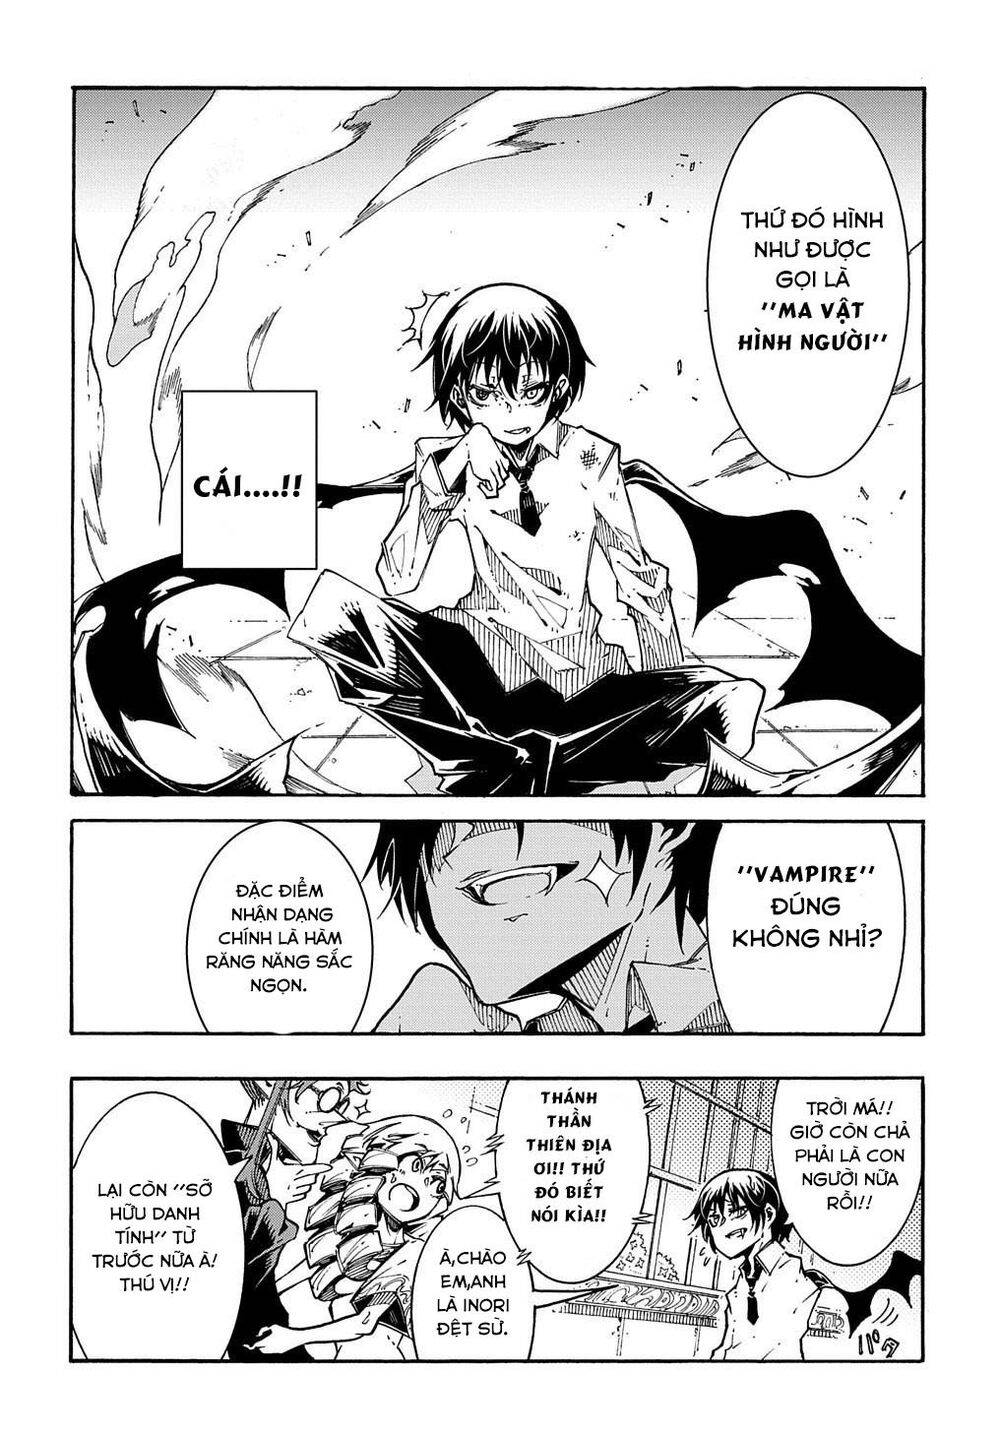 THỨ ĐÓ HÌNH
NHƯ ĐƯỢC
GỌI LÀ
"MA VẬT
HÌNH NGƯỜI"
CÁI....!!
"VAMPIRE"
ĐÚNG
KHÔNG NHỈ?
ĐẶC ĐIỂM
NHẬN DẠNG
CHÍNH LÀ HÀM
RĂNG NĂNG SẮC
NGỌN.
TRỜI MÁ!!
GIỜ CÒN CHẢ
PHẢI LÀ CON
NGƯỜI NỮA
RỒI!!
THÁNH
THẦN
THIÊN ĐỊA
ƠI!! THỨ
ĐÓ BIẾT
NÓI KÌA!!
À,CHÀO
EM,ANH
LÀ INORI
ĐỆT SỪ.
LẠI CÒN "SỞ
HỮU DANH
TÍNH" TỪ
TRƯỚC NỮA À!
THÚ VỊ!!
パタ